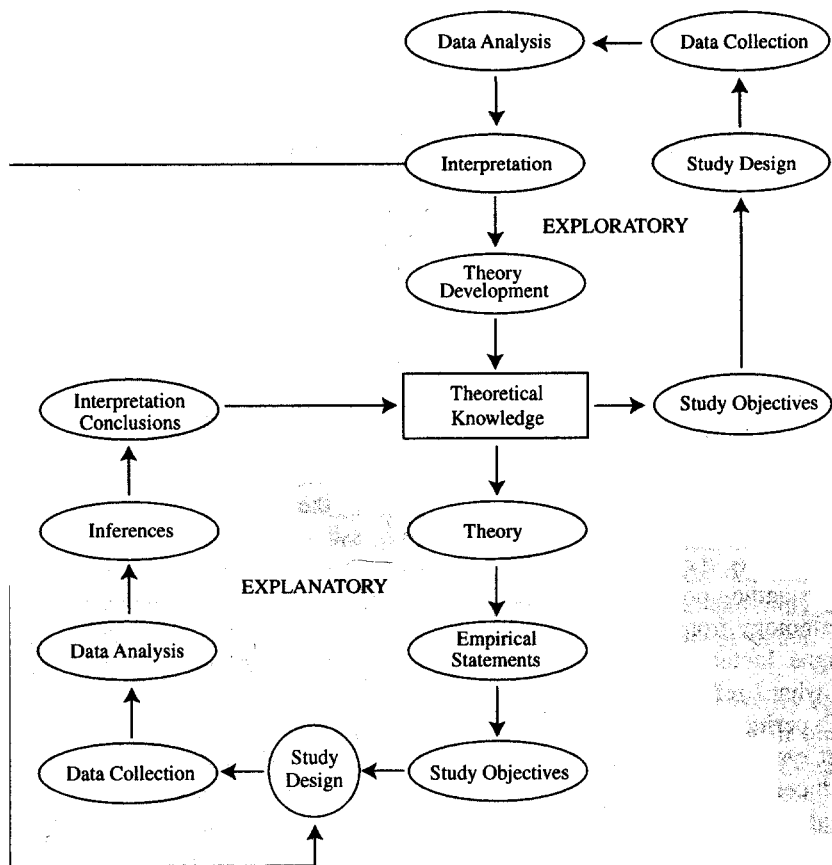 Data Analysis
Data Collection
Interpretation
Study Design
EXPLORATORY
Theory
Development
Interpretation
Conclusions
Theoretical
Knowledge
Study Objectives
Inferences
Theory
EXPLANATORY
Data Analysis
Empirical
Statements
Data Collection
Study
Design
Study Objectives